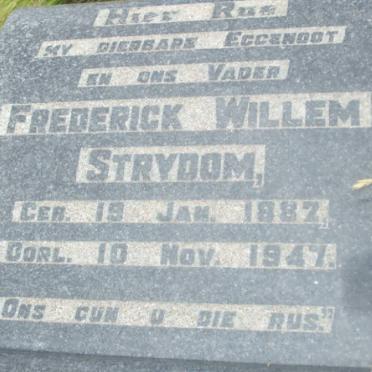 HIER RUS
MY DIERBARE EGGENOOT
EN ONS VADER
FREDERICK WILLEM
STRYDOM,
GEB. 19 JAN. 1887,
OORL. 10 NOV. 1947.
ONS GUN U DIE RUS."